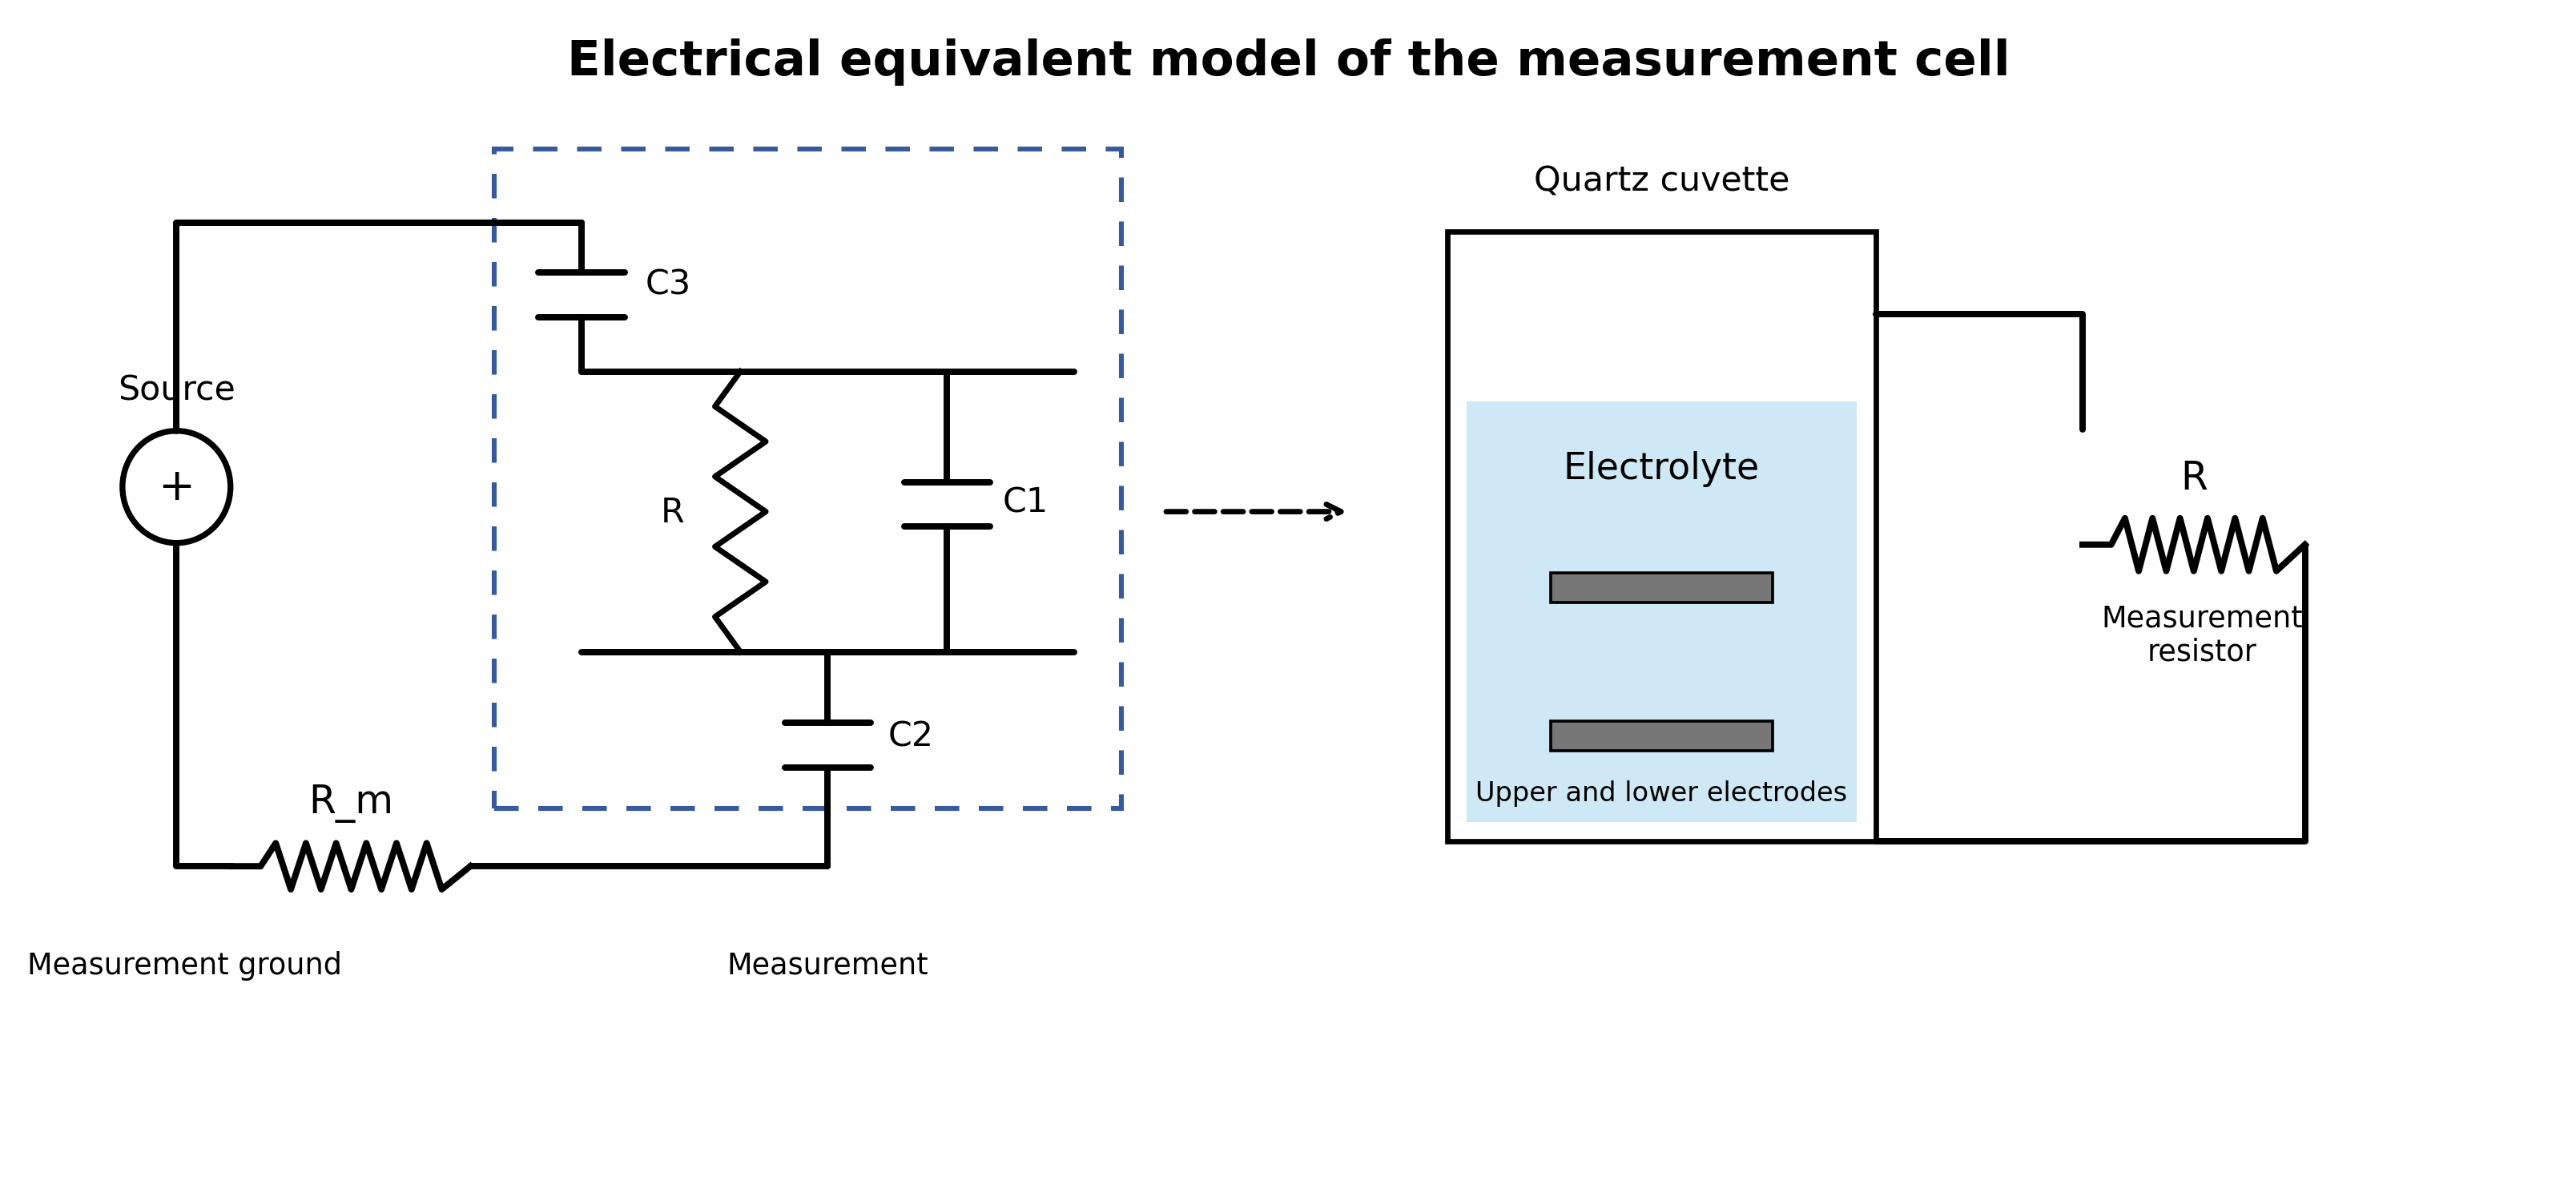 Electrical equivalent model of the measurement cell
Quartz cuvette
C3
Source
+
R
C1
Electrolyte
R
Measurement
resistor
C2
Upper and lower electrodes
R_m
Measurement ground
Measurement